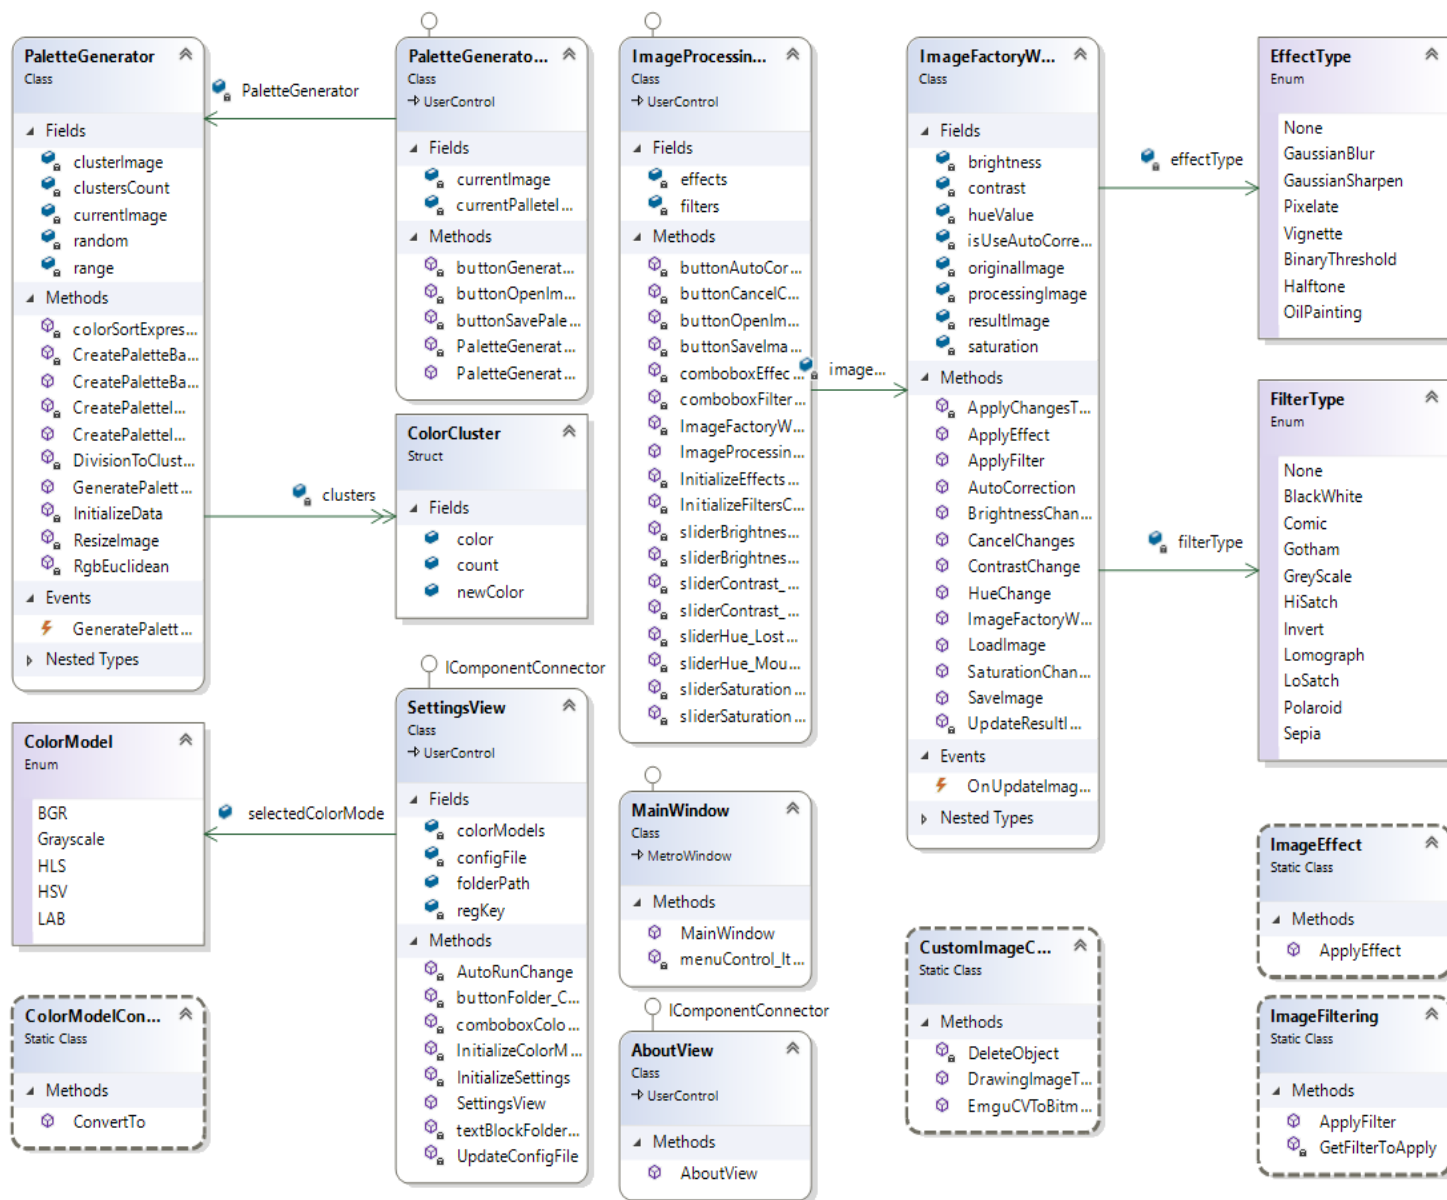 PaletteGenerator
Class
Fields
clusterImage
clustersCount
currentImage
random
range
Methods
colorSortExpres...
CreatePaletteBa...
CreatePaletteBa...
CreatePaletteI...
CreatePaletteI...
DivisionToClust...
GeneratePalett...
InitializeData
ResizeImage
RgbEuclidean
Events
GeneratePalett...
Nested Types
PaletteGenerator
clusters
PaletteGenerato...
Class
UserControl
Fields
currentImage
currentPalleteI...
Methods
buttonGenerat...
buttonOpenIm...
buttonSavePale...
PaletteGenerat...
PaletteGenerat...
ColorCluster
Struct
Fields
color
count
newColor
ColorModel
Enum
BGR
Grayscale
HLS
HSV
LAB
selectedColorMode
IComponentConnector
SettingsView
Class
UserControl
Fields
colorModels
configFile
folderPath
regKey
Methods
AutoRunChange
buttonFolder_C...
comboboxColo...
InitializeColorM...
InitializeSettings
SettingsView
textBlockFolder...
UpdateConfigFile
ColorModelCon...
Static Class
Methods
ConvertTo
ImageProcessin...
Class
UserControl
Fields
effects
filters
Methods
buttonAutoCor...
buttonCancelC...
buttonOpenIm...
buttonSaveIma...
comboboxEffec...
comboboxFilter...
ImageFactoryW...
ImageProcessin...
InitializeEffects...
InitializeFiltersC...
sliderBrightnes...
sliderBrightnes...
sliderContrast_...
sliderContrast_...
sliderHue_Lost...
sliderHue_Mou...
sliderSaturation...
sliderSaturation...
image...
MainWindow
Class
MetroWindow
Methods
MainWindow
menuControl_It...
IComponentConnector
AboutView
Class
UserControl
Methods
AboutView
ImageFactoryW...
Class
Fields
brightness
contrast
hueValue
isUseAutoCorre...
originalImage
processingImage
resultImage
saturation
Methods
ApplyChangesT...
ApplyEffect
ApplyFilter
AutoCorrection
BrightnessChan...
CancelChanges
ContrastChange
HueChange
ImageFactoryW...
LoadImage
SaturationChan...
SaveImage
UpdateResultI...
Events
OnUpdateImag...
Nested Types
effectType
filterType
CustomImageC...
Static Class
Methods
DeleteObject
DrawingImageT...
EmguCVToBitm...
EffectType
Enum
None
GaussianBlur
GaussianSharpen
Pixelate
Vignette
BinaryThreshold
Halftone
OilPainting
FilterType
Enum
None
BlackWhite
Comic
Gotham
GreyScale
HiSatch
Invert
Lomograph
LoSatch
Polaroid
Sepia
ImageEffect
Static Class
Methods
ApplyEffect
ImageFiltering
Static Class
Methods
ApplyFilter
GetFilterToApply